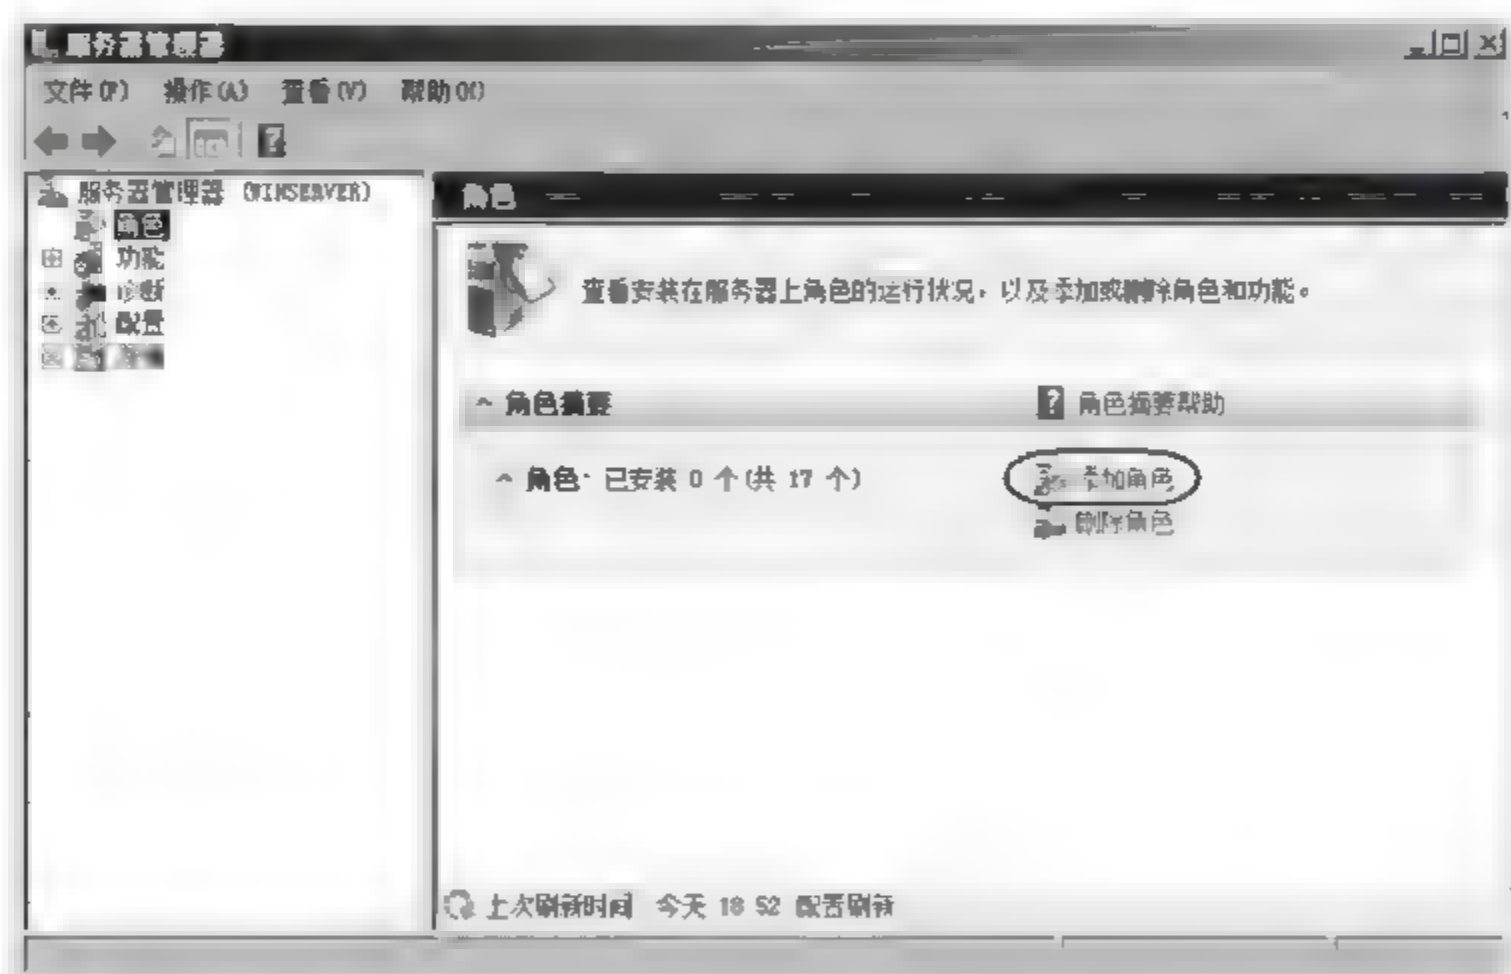 服务器管理器
文件(F) 操作(A) 查看(V) 帮助(H)
服务器管理器 (WINSERVER)
角色
功能
诊断
配置
角色
查看安装在服务器上角色的运行状况，以及添加或删除角色和功能。
角色摘要
角色摘要帮助
角色: 已安装 0 个(共 17 个)
添加角色
删除角色
上次刷新时间 今天 18 52 配置刷新